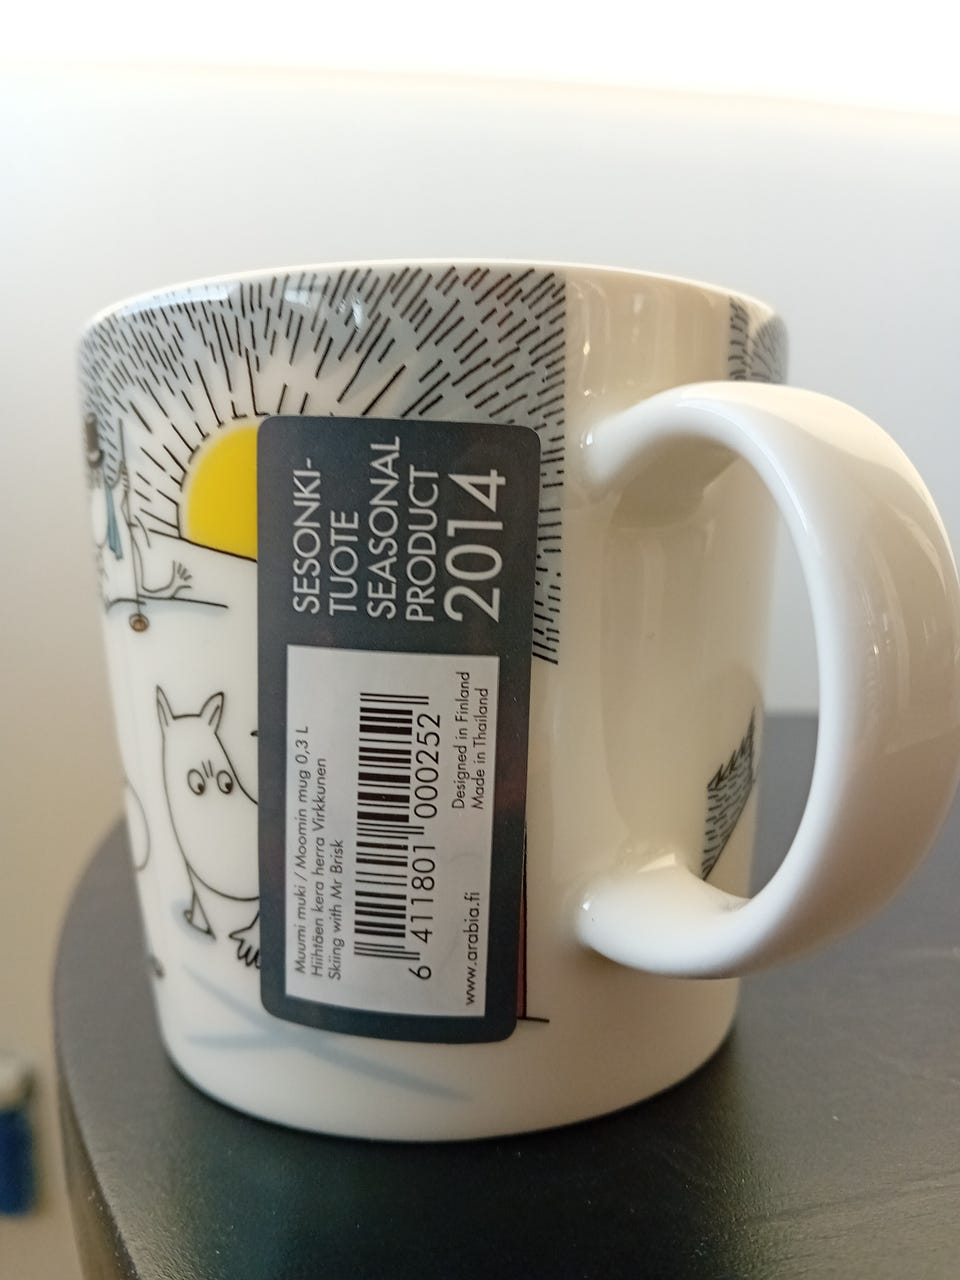 SESONKI-
TUOTE
SEASONAL
PRODUCT
2014
Muumi muki / Moomin mug 0,3 L
Hiihtäen kera herra Virkkunen
Skiing with Mr Brisk
6 411801 000252
Designed in Finland
Made in Thailand
www.arabia.fi